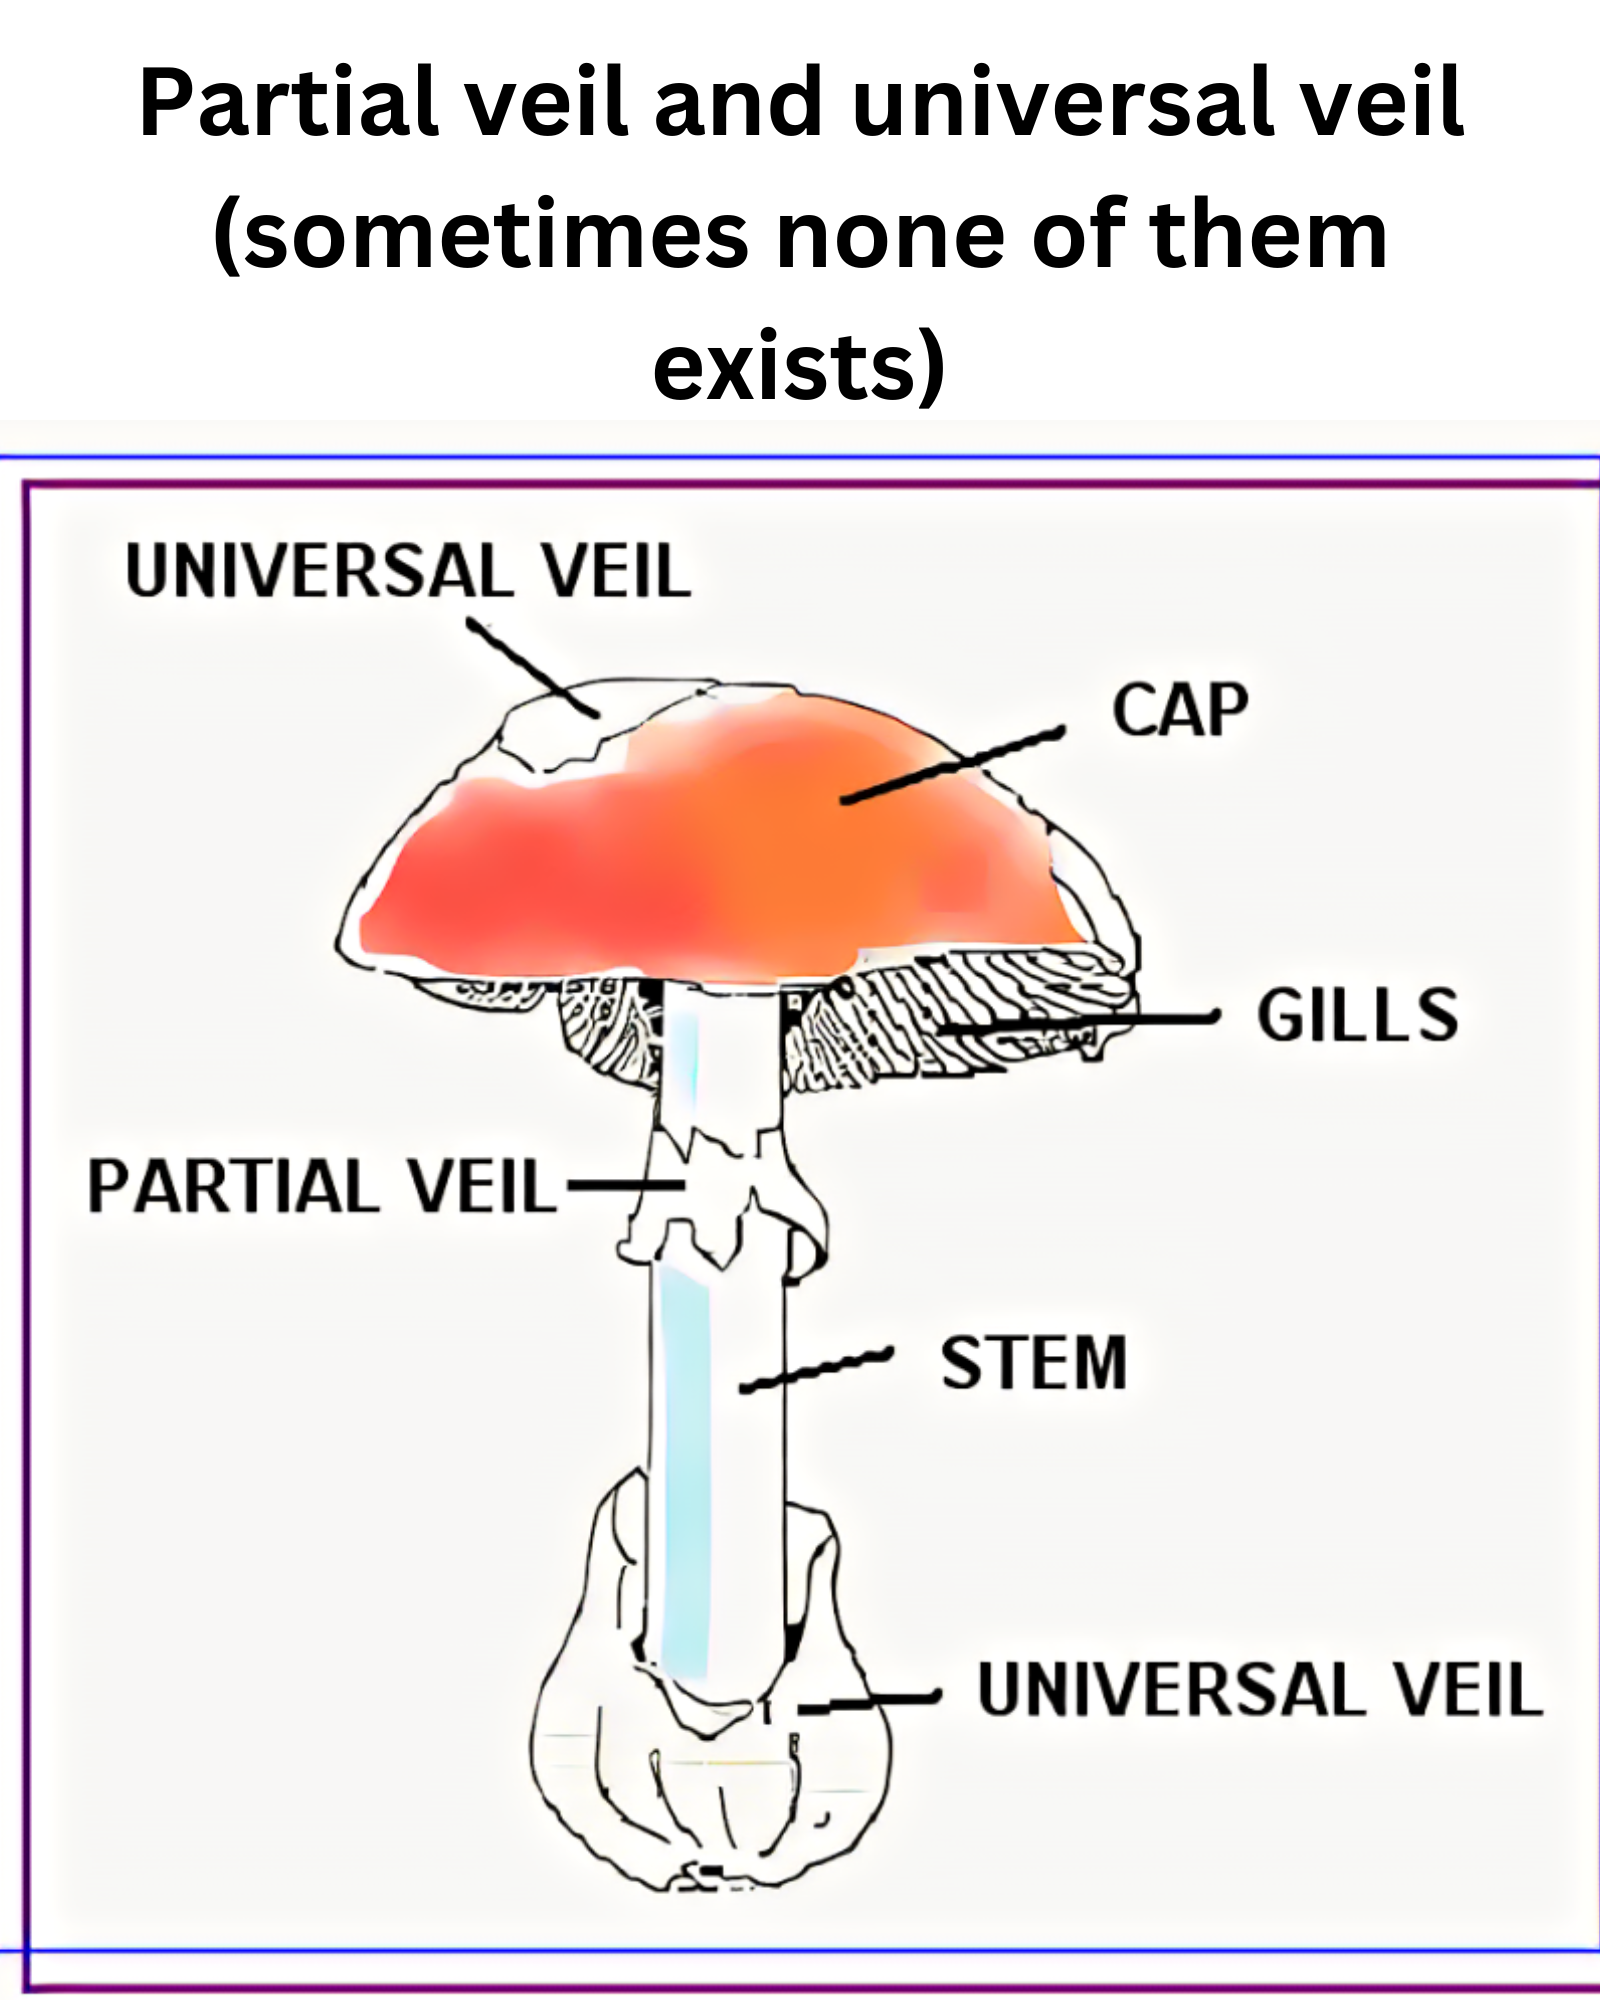 Partial veil and universal veil
(sometimes none of them
exists)
UNIVERSAL VEIL
CAP
GILLS
PARTIAL VEIL
STEM
UNIVERSAL VEIL